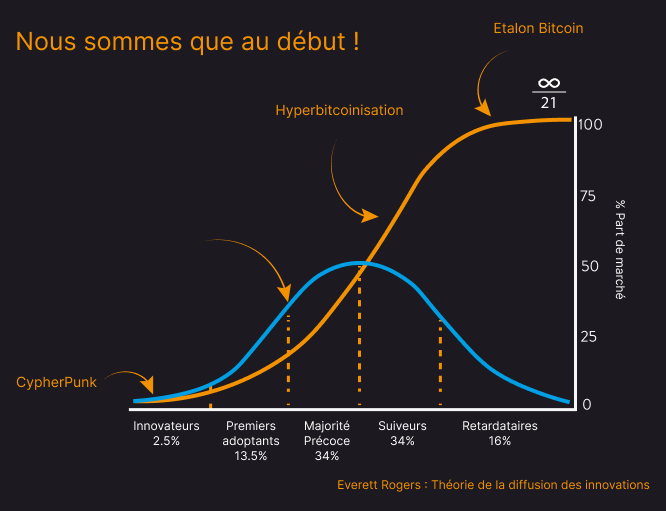 Nous sommes que au début !
Etalon Bitcoin
∞
21
Hyperbitcoinisation
100
75
% Part de marché
50
25
CypherPunk
0
Innovateurs
2.5%
Premiers
adoptants
13.5%
Majorité
Précoce
34%
Suiveurs
34%
Retardataires
16%
Everett Rogers : Théorie de la diffusion des innovations